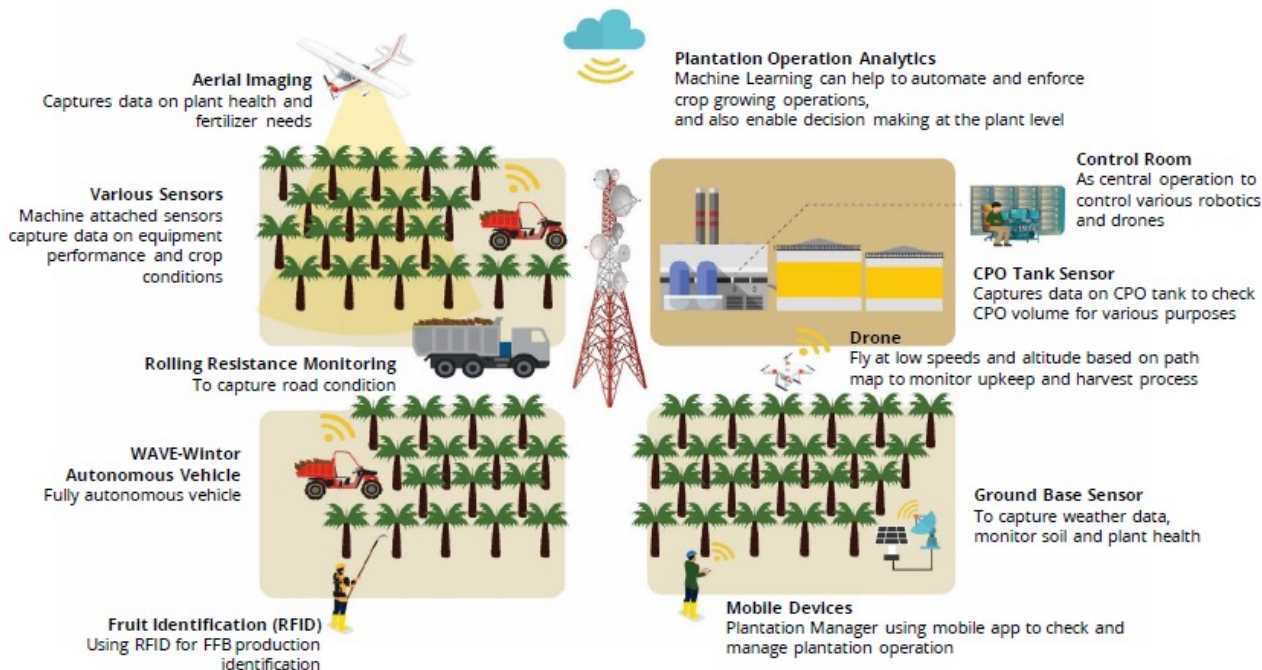 Aerial Imaging
Captures data on plant health and
fertilizer needs
Plantation Operation Analytics
Machine Learning can help to automate and enforce
crop growing operations,
and also enable decision making at the plant level
Various Sensors
Machine attached sensors
capture data on equipment
performance and crop
conditions
Control Room
As central operation to
control various robotics
and drones
CPO Tank Sensor
Captures data on CPO tank to check
CPO volume for various purposes
Rolling Resistance Monitoring
To capture road condition
Drone
Fly at low speeds and altitude based on path
map to monitor upkeep and harvest process
WAVE-Wintor
Autonomous Vehicle
Fully autonomous vehicle
Ground Base Sensor
To capture weather data,
monitor soil and plant health
Fruit Identification (RFID)
Using RFID for FFB production
identification
Mobile Devices
Plantation Manager using mobile app to check and
manage plantation operation